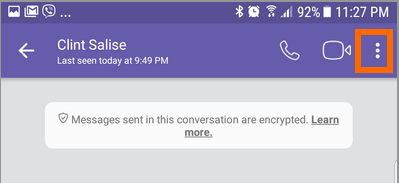 ... 92% 11:27 PM
Clint Salise
Last seen today at 9:49 PM
Messages sent in this conversation are encrypted. Learn
more.